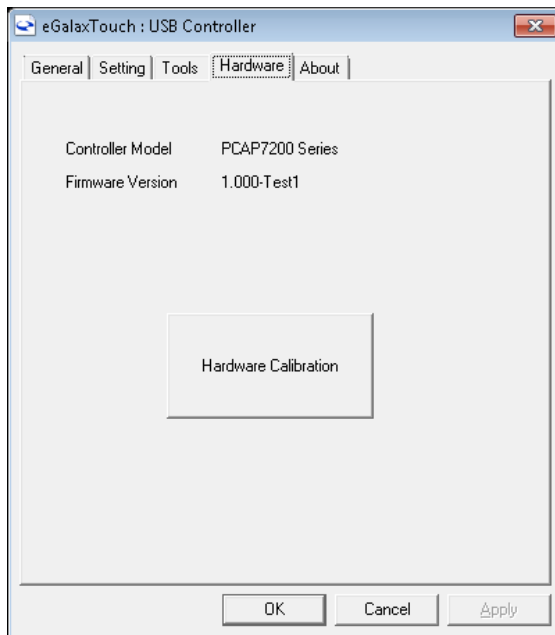 eGalaxTouch : USB Controller
General Setting Tools Hardware About
Controller Model PCAP7200 Series
Firmware Version 1.000-Test1
Hardware Calibration
OK Cancel Apply